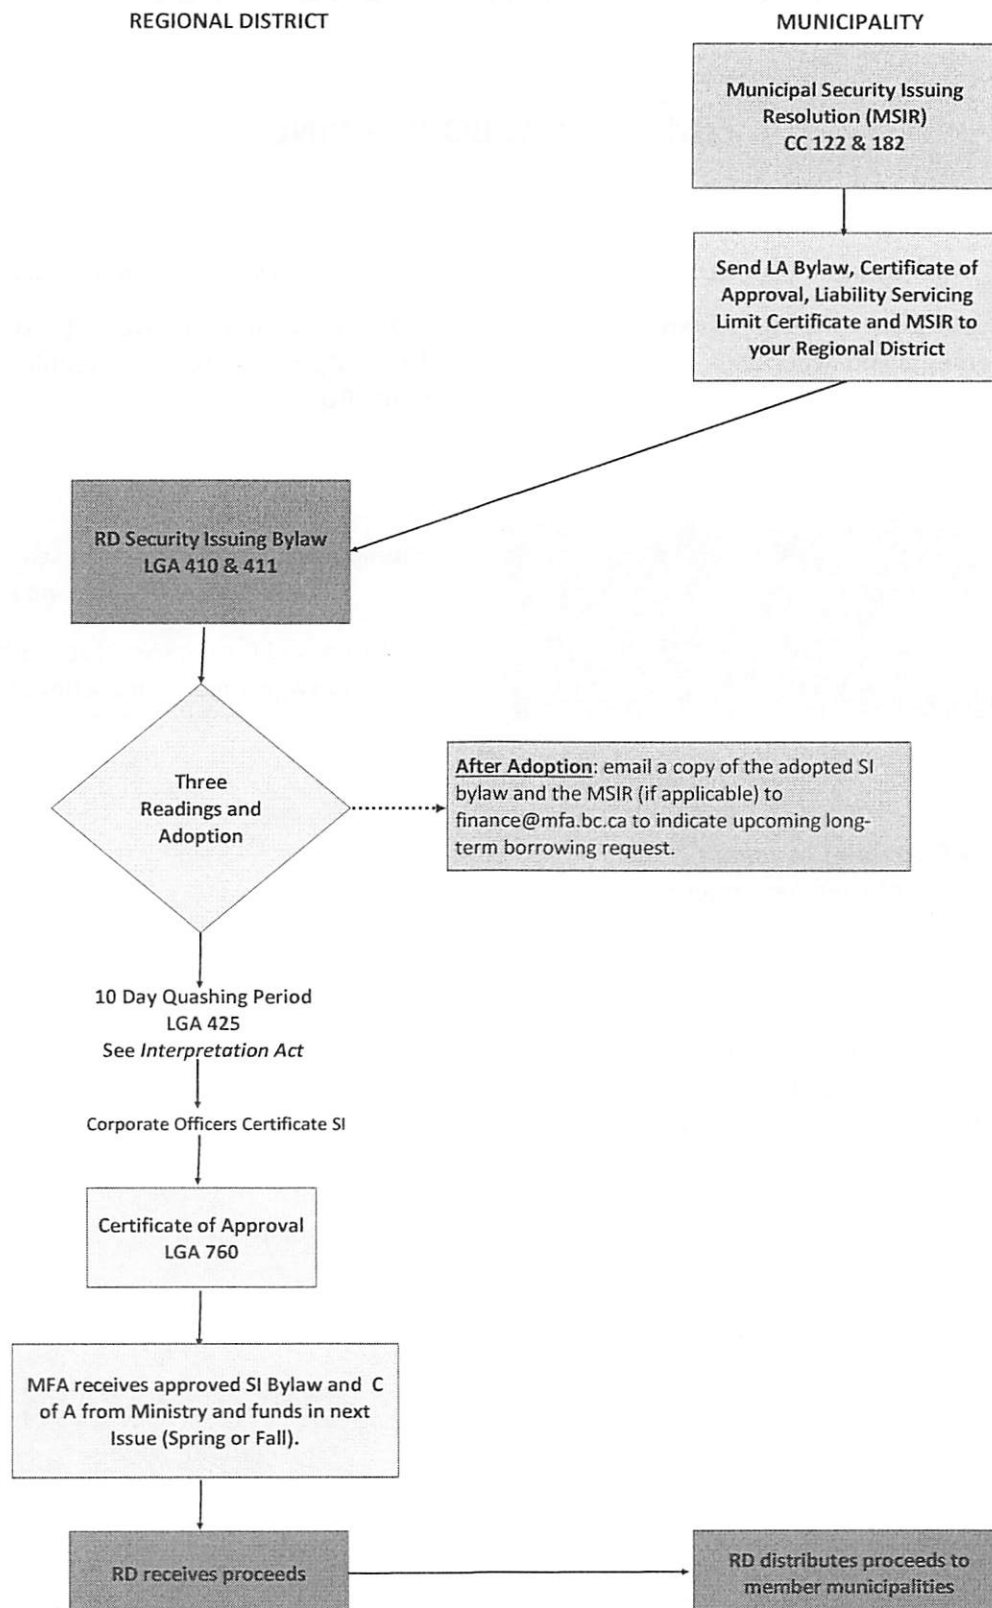 REGIONAL DISTRICT
MUNICIPALITY
Municipal Security Issuing
Resolution (MSIR)
CC 122 & 182
Send LA Bylaw, Certificate of
Approval, Liability Servicing
Limit Certificate and MSIR to
your Regional District
RD Security Issuing Bylaw
LGA 410 & 411
Three
Readings and
Adoption
After Adoption: email a copy of the adopted SI
bylaw and the MSIR (if applicable) to
finance@mfa.bc.ca to indicate upcoming long-
term borrowing request.
10 Day Quashing Period
LGA 425
See Interpretation Act
Corporate Officers Certificate SI
Certificate of Approval
LGA 760
MFA receives approved SI Bylaw and C
of A from Ministry and funds in next
Issue (Spring or Fall).
RD receives proceeds
RD distributes proceeds to
member municipalities